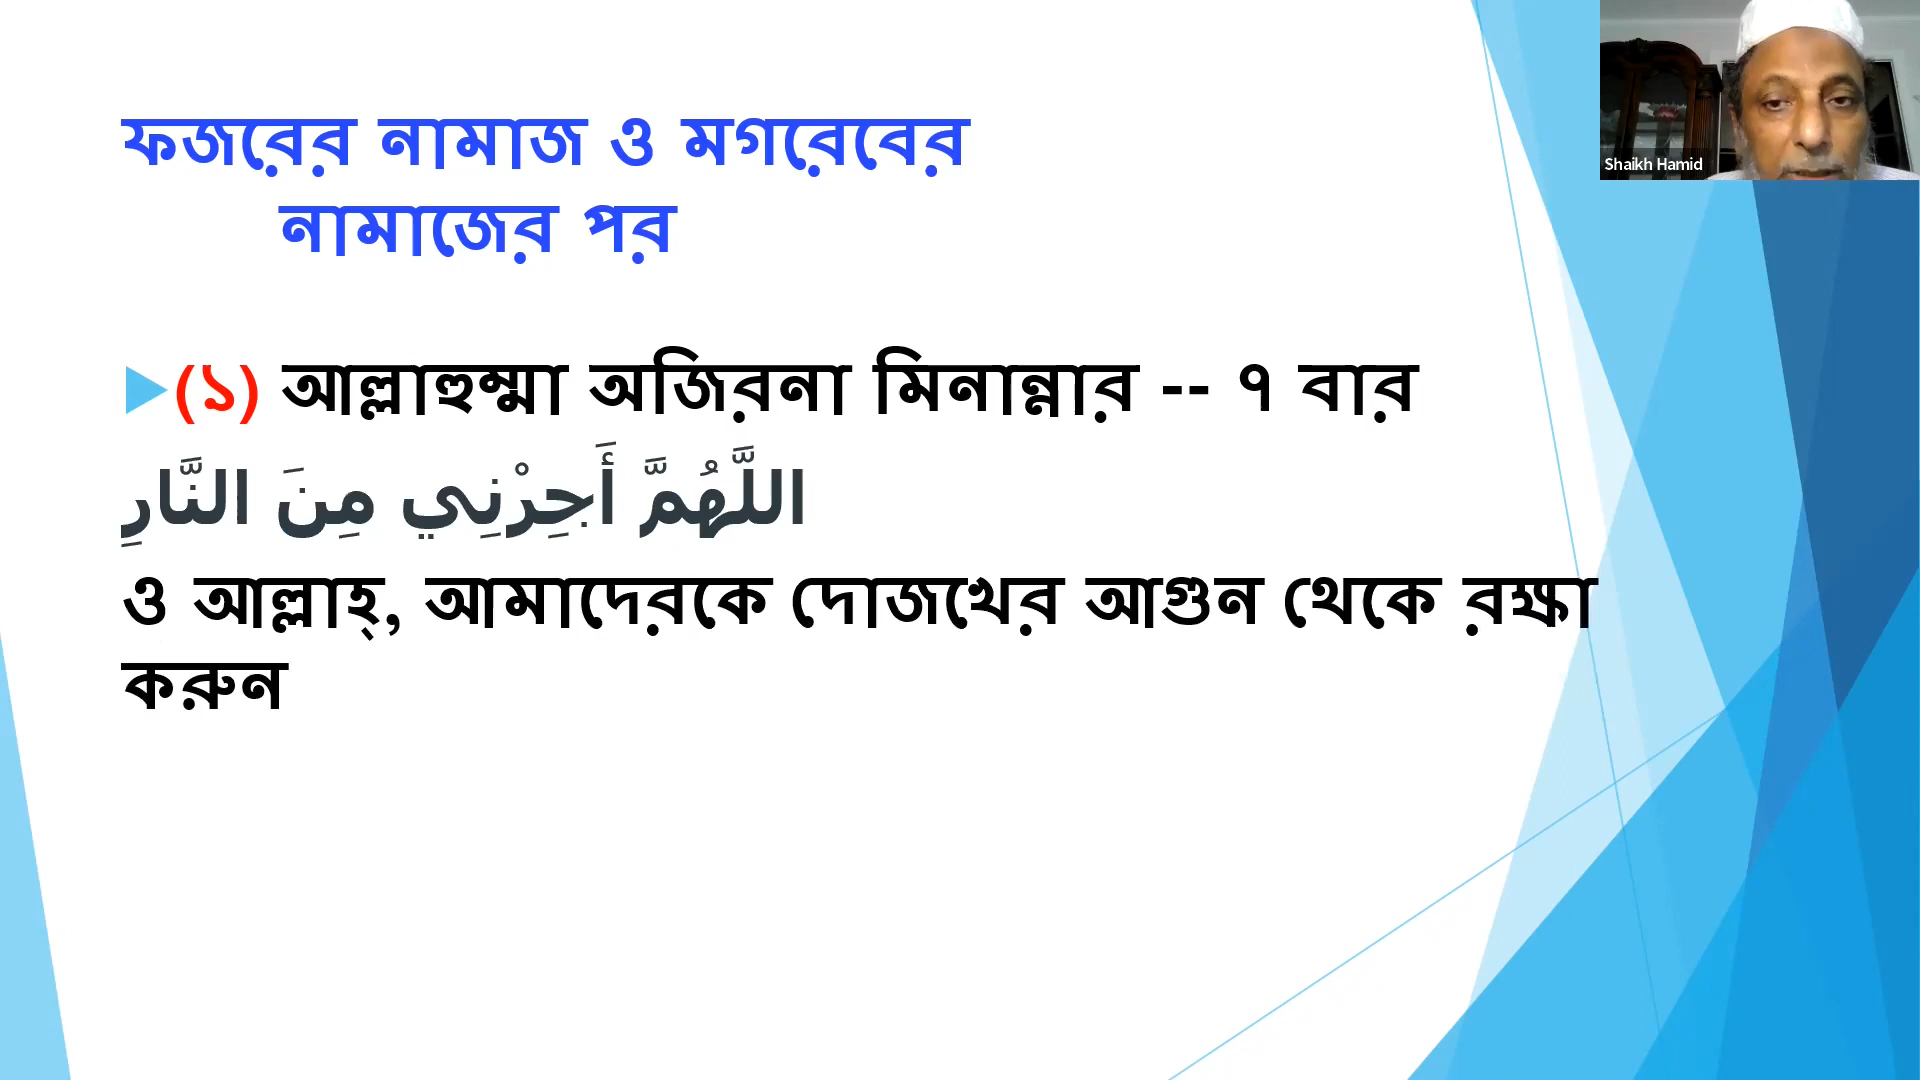 ফজরের নামাজ ও মগরেবের
নামাজের পর
Shaikh Hamid
(১) আল্লাহুম্মা অজিরনা মিনান্নার -- ৭ বার
اللَّهُمَّ أَجِرْنِي مِنَ النَّارِ
ও আল্লাহ্, আমাদেরকে দোজখের আগুন থেকে রক্ষা
করুন